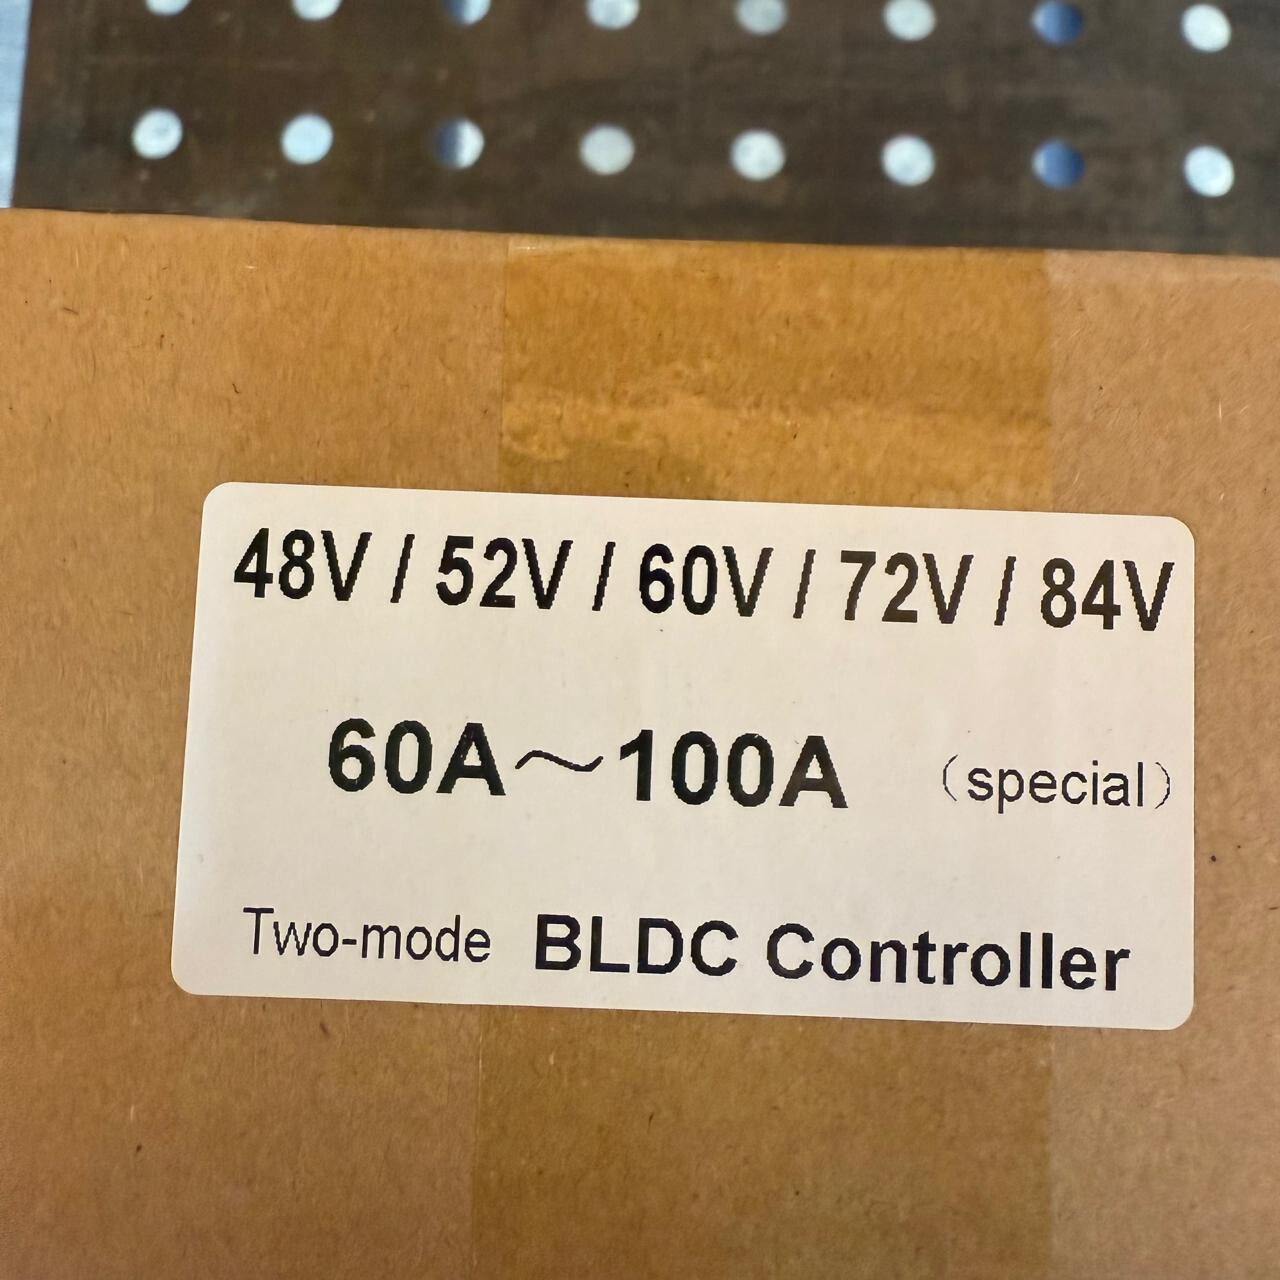 48V / 52V / 60V / 72V / 84V
60A～100A （special）
Two-mode BLDC Controller